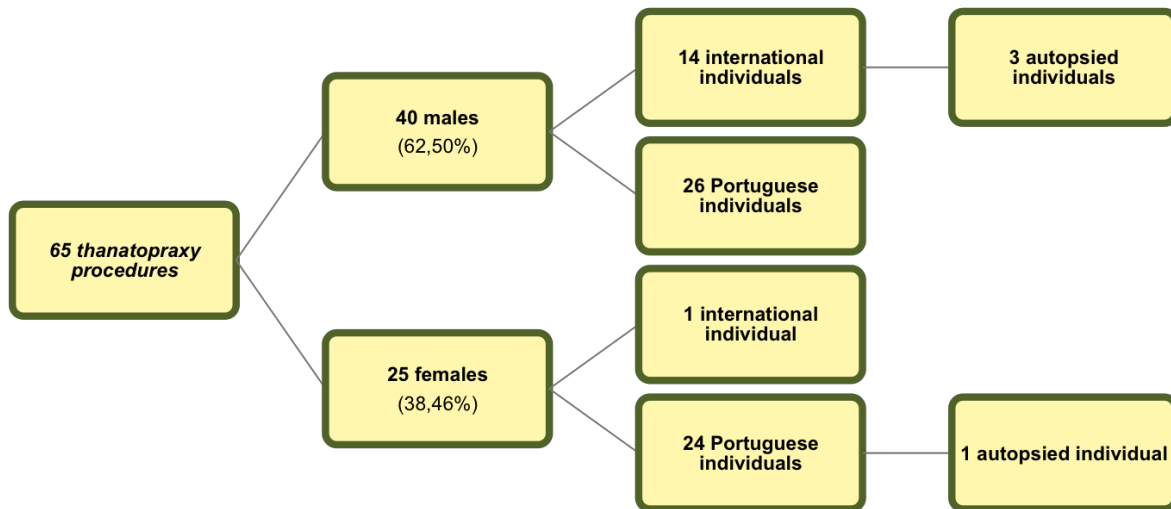 65 thanatopraxy
procedures
40 males
(62,50%)
14 international
individuals
3 autopsied
individuals
26 Portuguese
individuals
25 females
(38,46%)
1 international
individual
24 Portuguese
individuals
1 autopsied individual